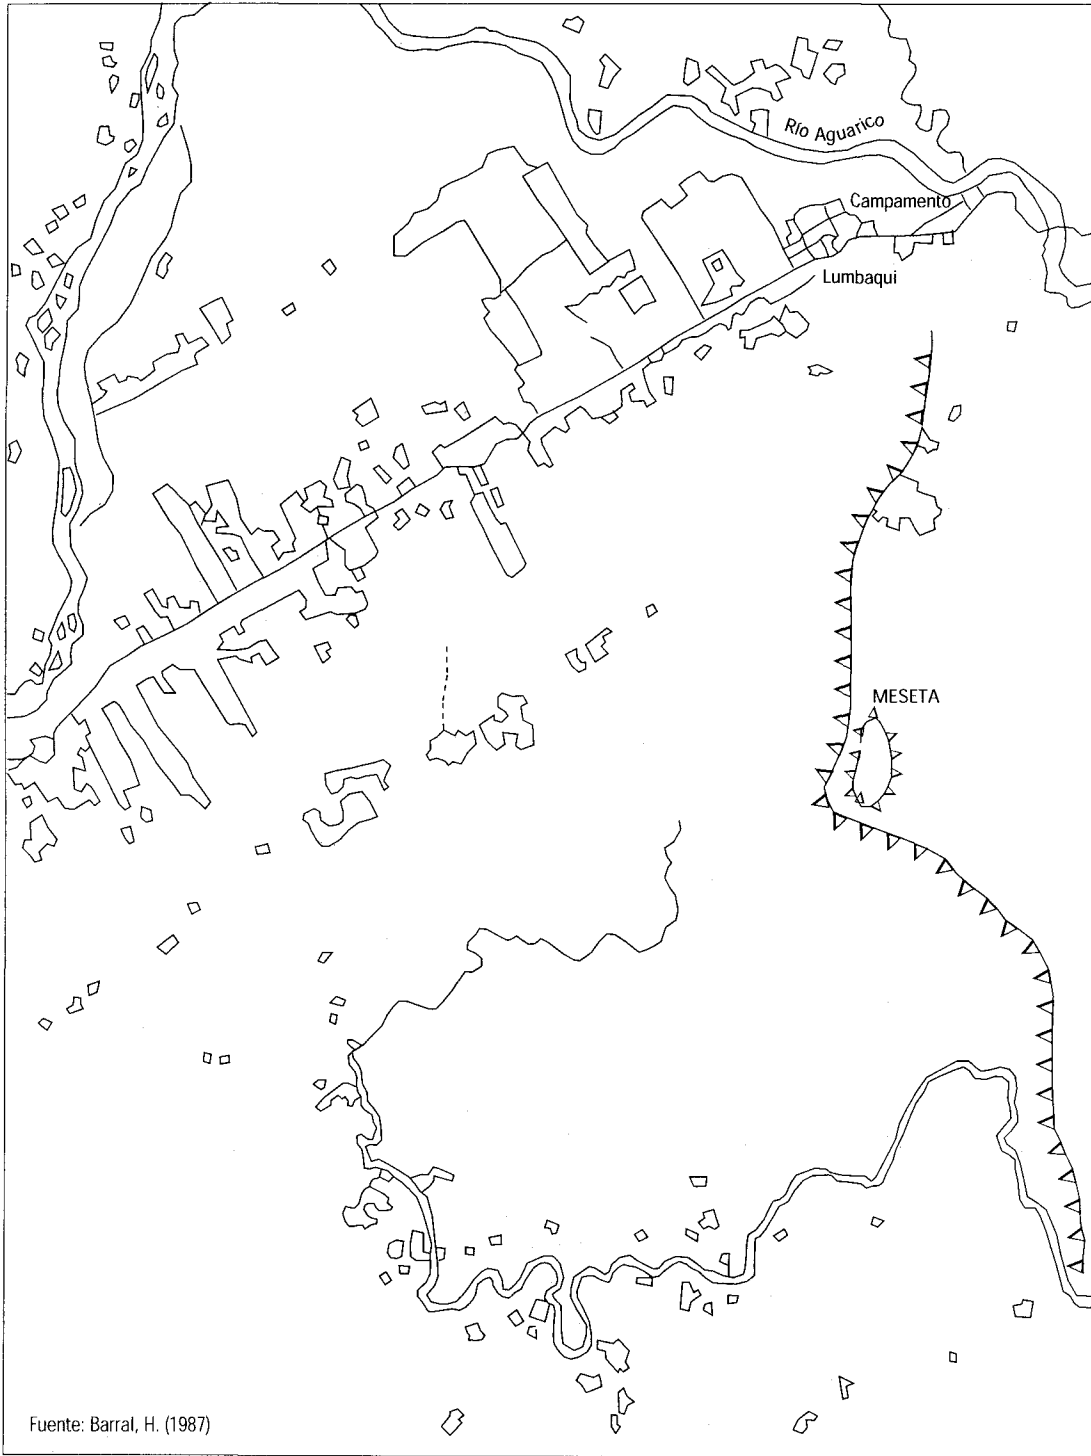 Río Aguarico
Campamento
Lumbaqui
MESETA
Fuente: Barral, H. (1987)